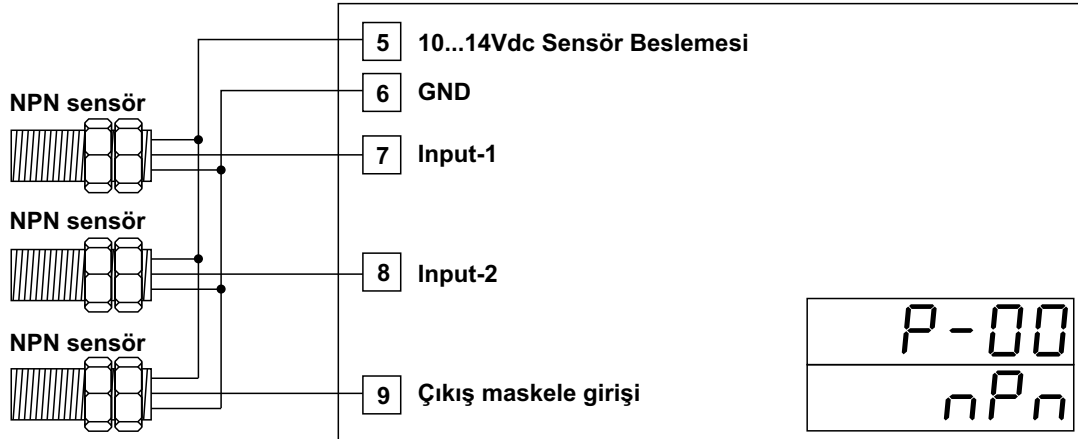 5 10...14Vdc Sensör Beslemesi
6 GND
NPN sensör
7 Input-1
NPN sensör
8 Input-2
NPN sensör
9 Çıkış maskele girişi
P-00
nPn